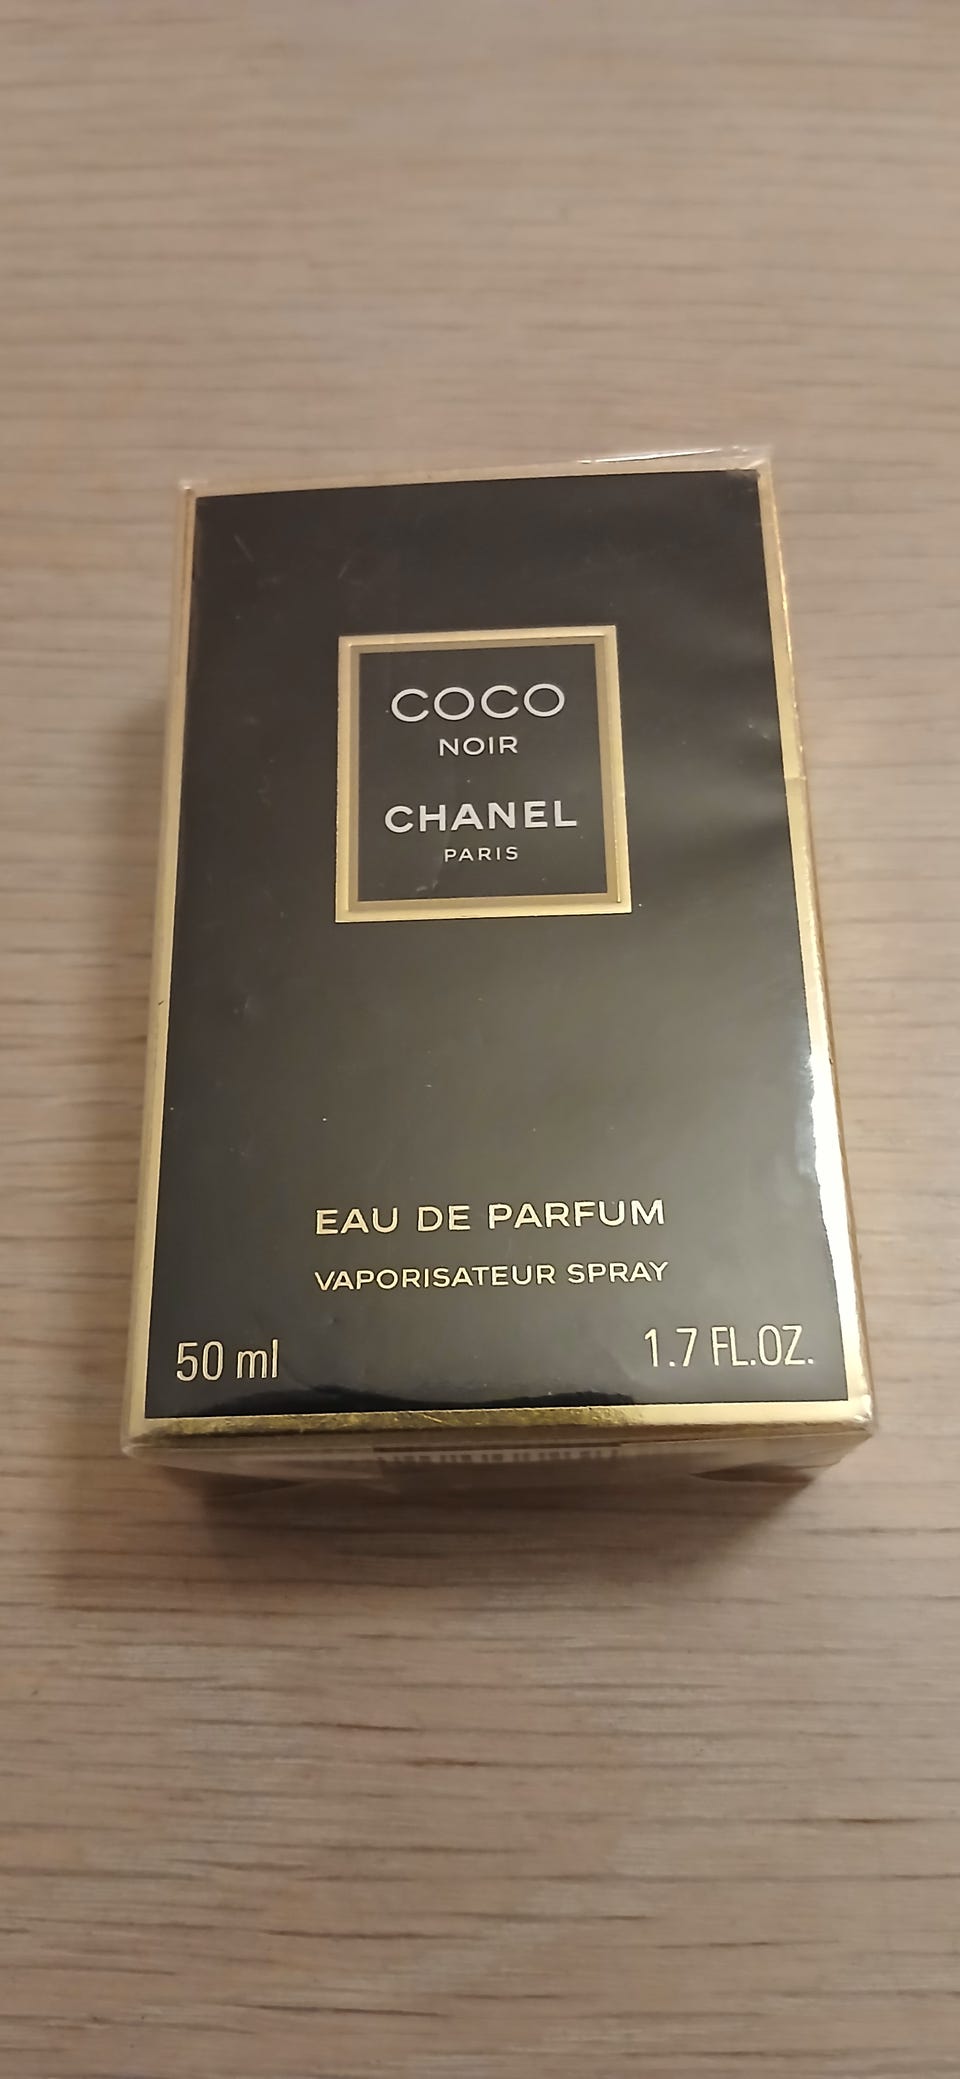 COCO
NOIR
CHANEL
PARIS
EAU DE PARFUM
VAPORISATEUR SPRAY
50 ml
1.7 FL.OZ.